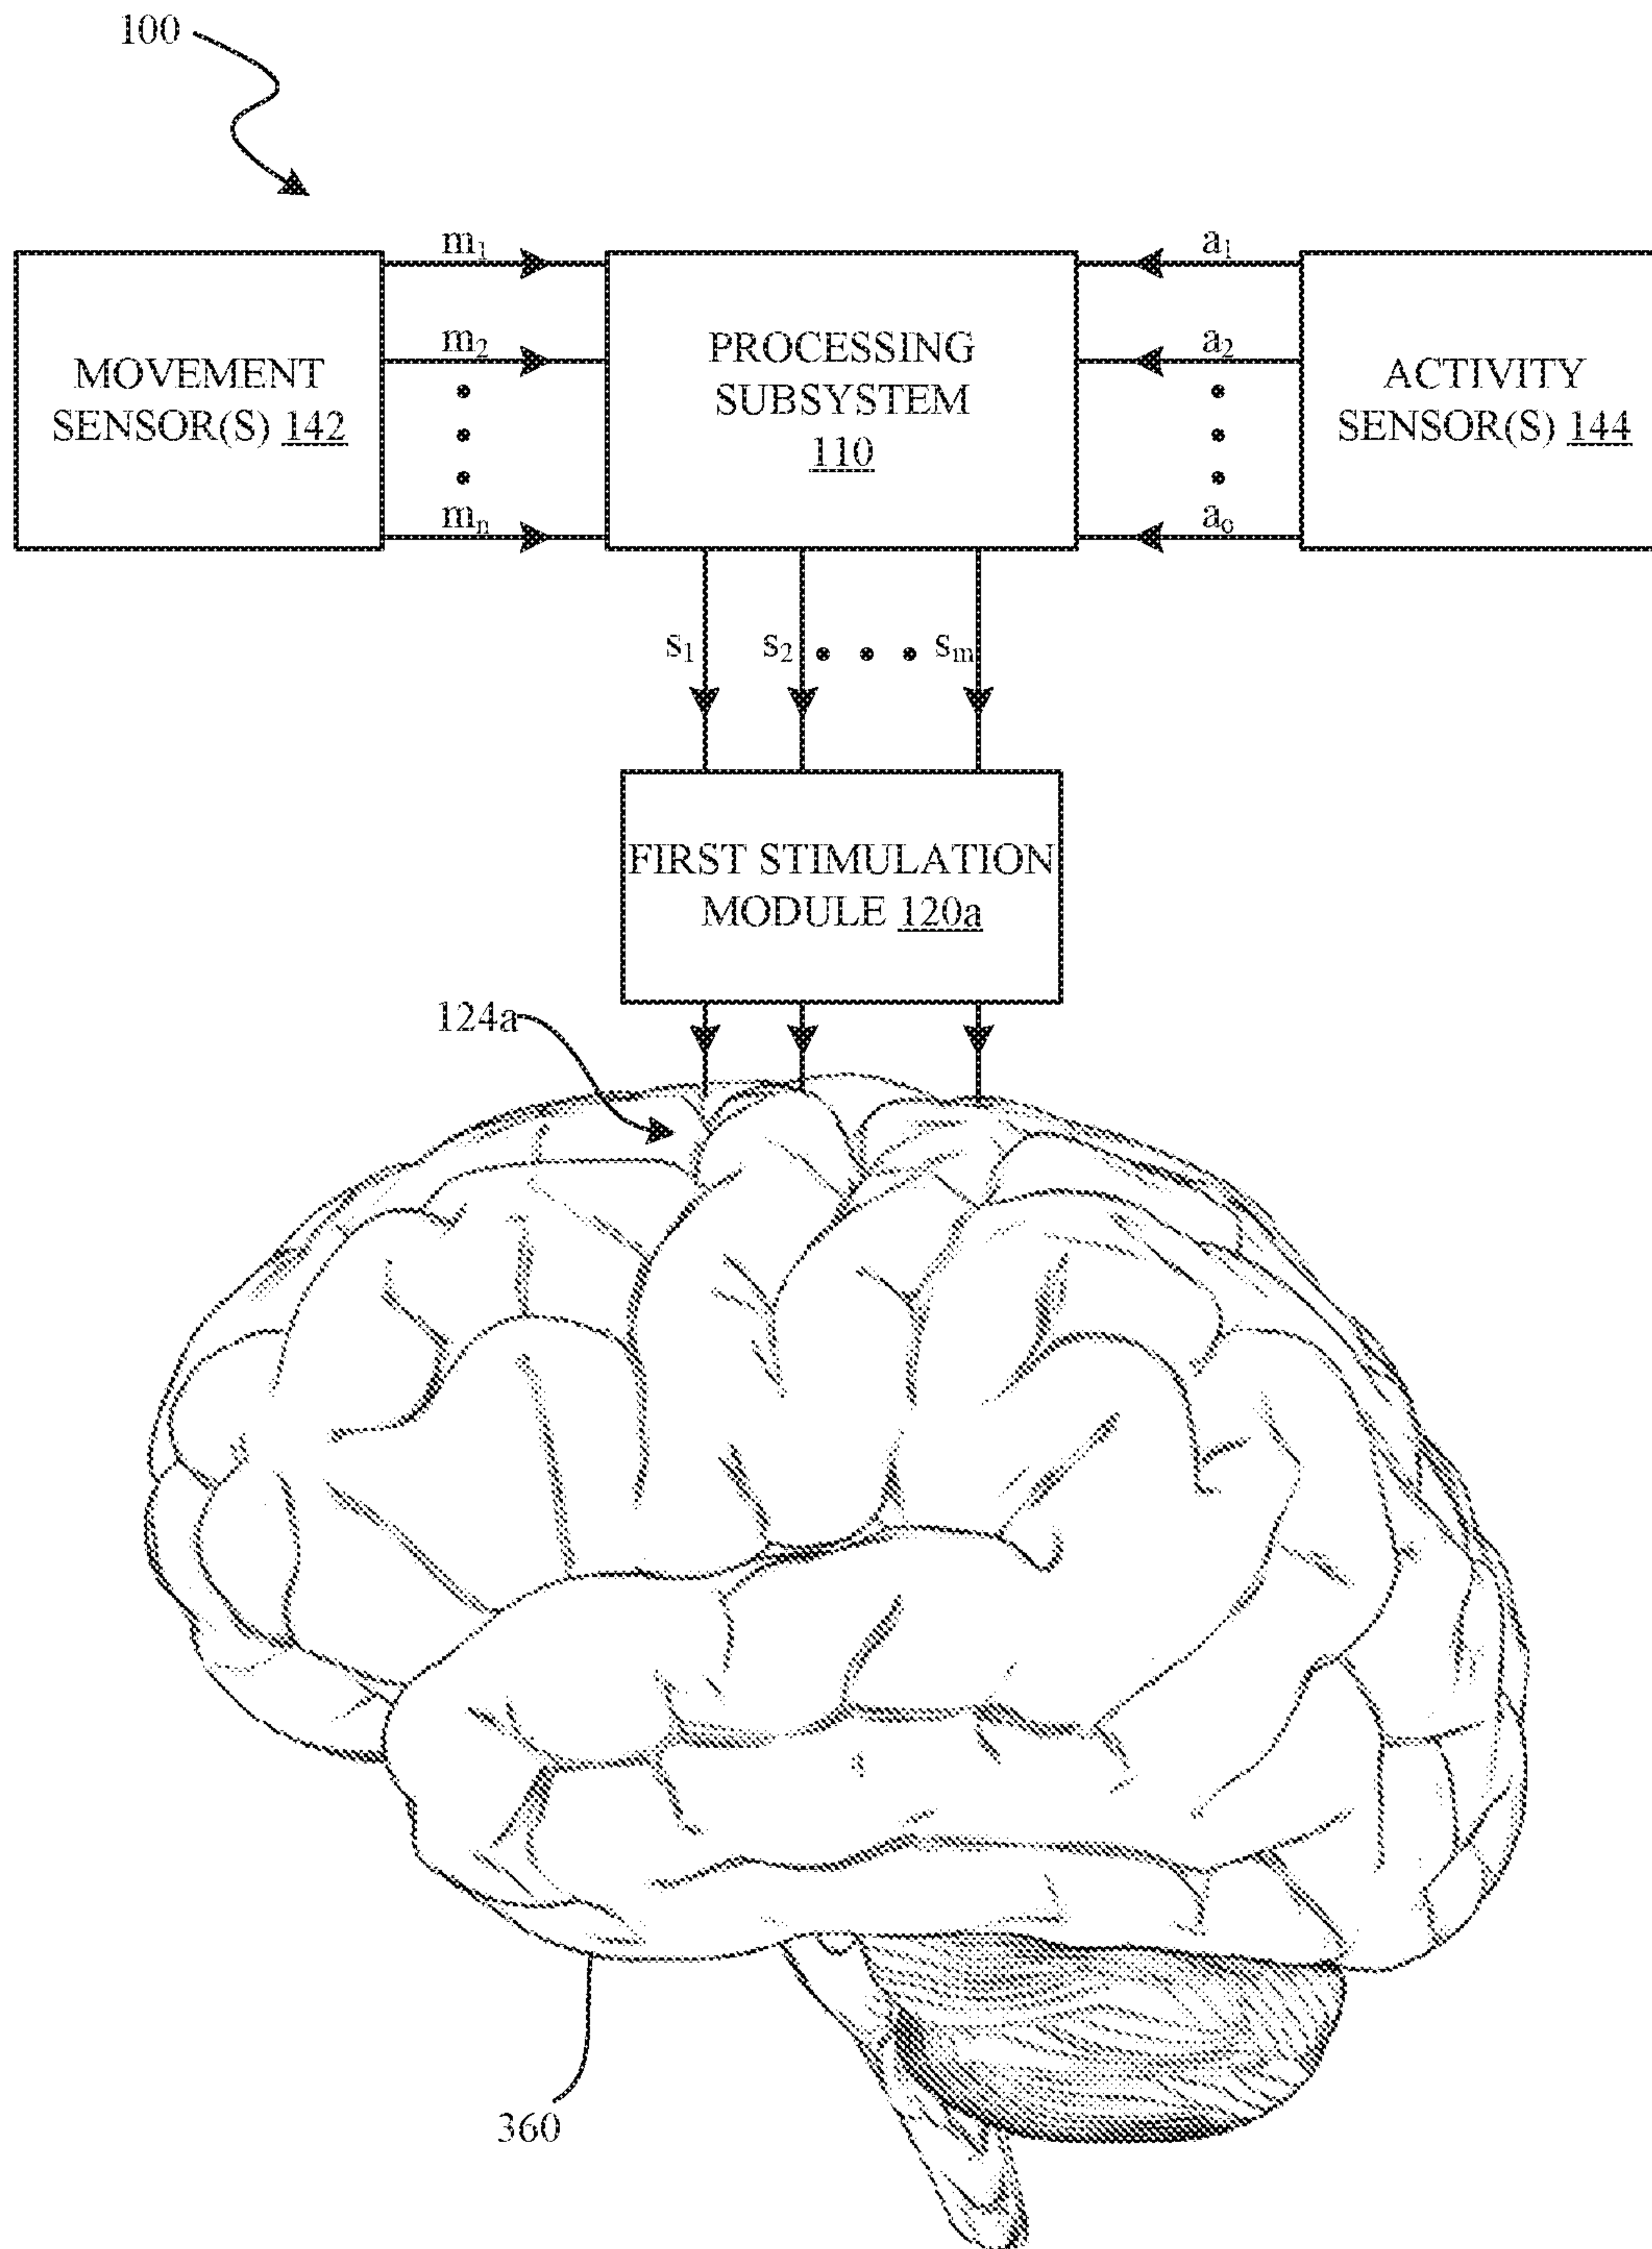 100
m₁
a₁
MOVEMENT
SENSOR(S) 142
m₂
mₙ
PROCESSING
SUBSYSTEM
110
a₂
aₒ
ACTIVITY
SENSOR(S) 144
s₁
s₂
sₘ
FIRST STIMULATION
MODULE 120a
124a
360